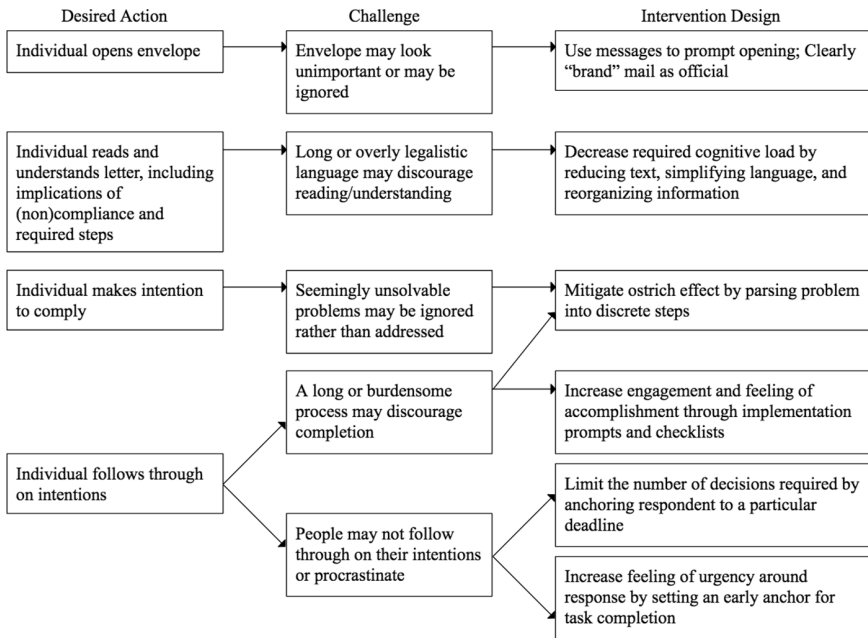 Desired Action
Challenge
Intervention Design
Individual opens envelope
Envelope may look
unimportant or may be
ignored
Use messages to prompt opening; Clearly
“brand” mail as official
Individual reads and
understands letter, including
implications of
(non)compliance and
required steps
Long or overly legalistic
language may discourage
reading/understanding
Decrease required cognitive load by
reducing text, simplifying language, and
reorganizing information
Individual makes intention
to comply
Seemingly unsolvable
problems may be ignored
rather than addressed
Mitigate ostrich effect by parsing problem
into discrete steps
A long or burdensome
process may discourage
completion
Increase engagement and feeling of
accomplishment through implementation
prompts and checklists
Individual follows through
on intentions
Limit the number of decisions required by
anchoring respondent to a particular
deadline
People may not follow
through on their intentions
or procrastinate
Increase feeling of urgency around
response by setting an early anchor for
task completion